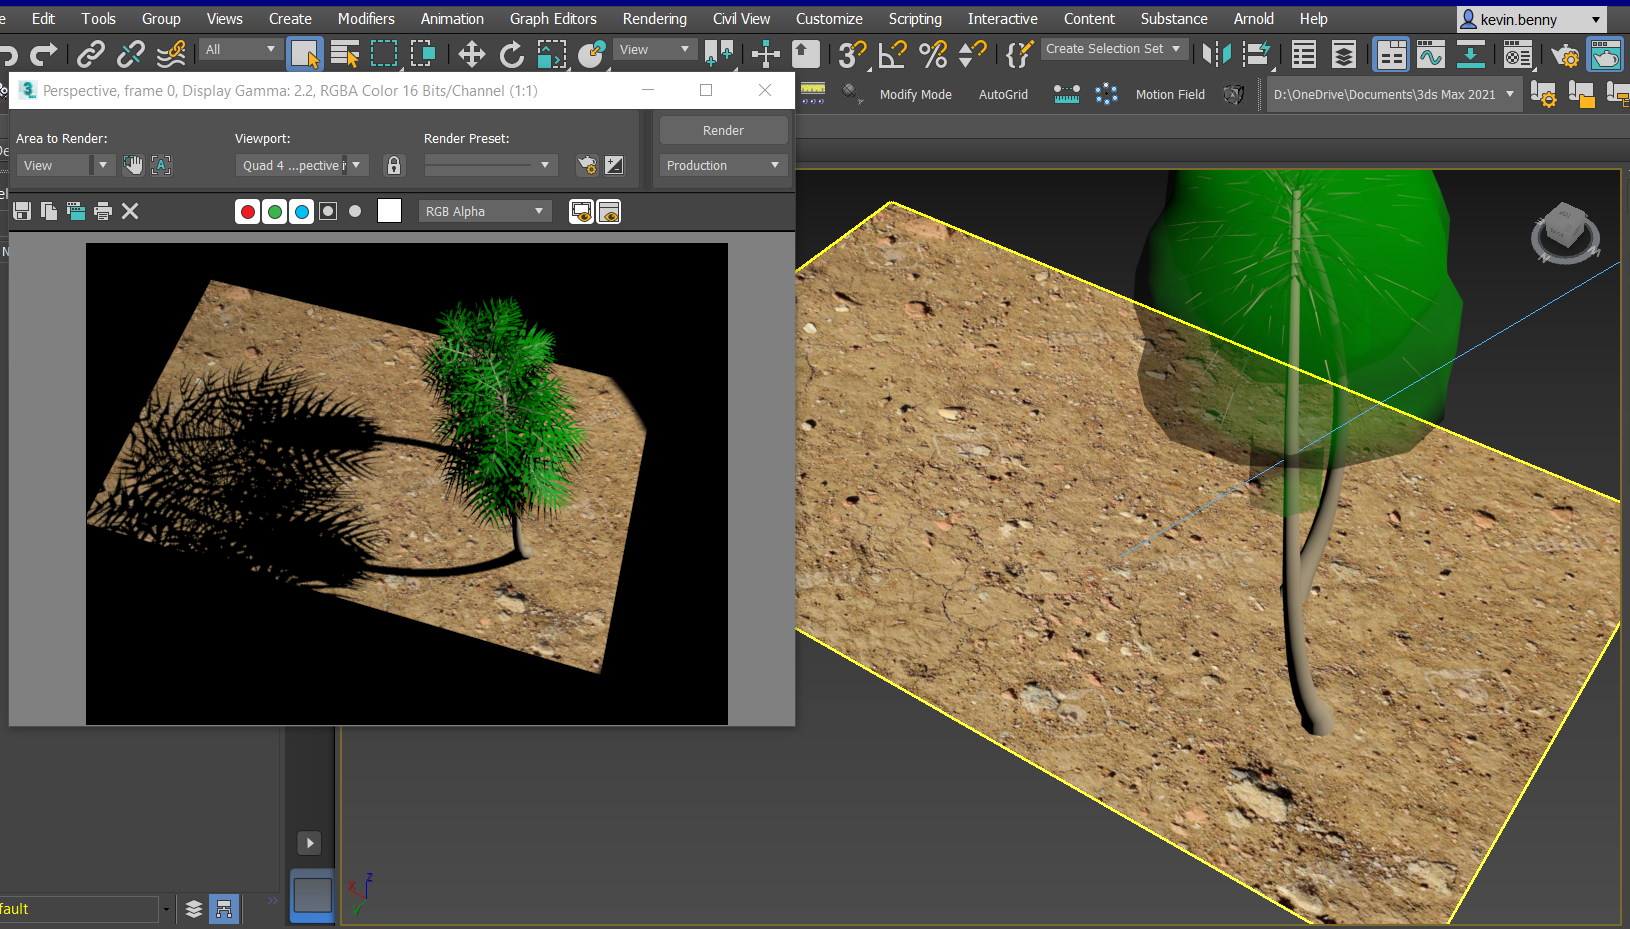 Edit Tools Group Views Create Modifiers Animation Graph Editors Rendering Civil View Customize Scripting Interactive Content Substance Arnold Help kevin.benny
All View Create Selection Set
Perspective, frame 0, Display Gamma: 2.2, RGBA Color 16 Bits/Channel (1:1)
Modify Mode AutoGrid Motion Field D:\OneDrive\Documents\3ds Max 2021
Area to Render: Viewport: Render Preset: Render
View Quad 4 ...pective Production
RGB Alpha
z
x
y
fault